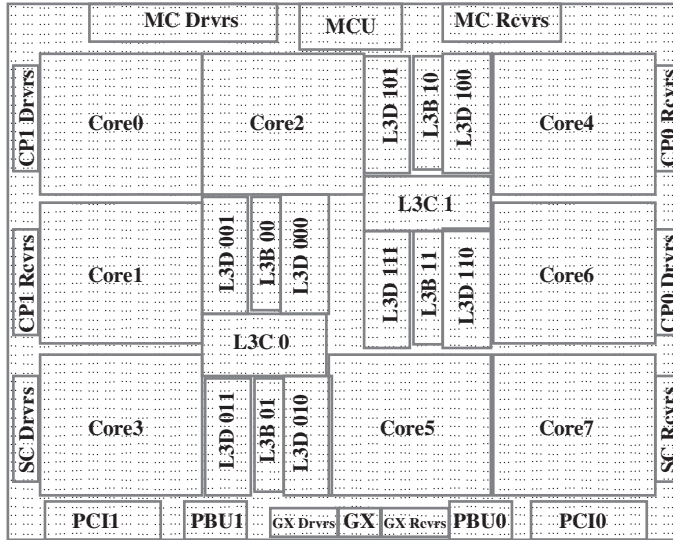 MC Drvrs
MCU
MC Rcvrs
CP1 Drvrs
Core0
Core2
L3D 101
L3B 10
L3D 100
Core4
CP0 Rcvrs
L3C 1
CP1 Rcvrs
Core1
L3D 001
L3B 00
L3D 000
L3D 111
L3B 11
L3D 110
Core6
CP0 Drvrs
L3C 0
SC Drvrs
Core3
L3D 011
L3B 01
L3D 010
Core5
Core7
SC Rcvrs
PCI1
PBU1
GX Drvrs
GX
GX Rcvrs
PBU0
PCI0